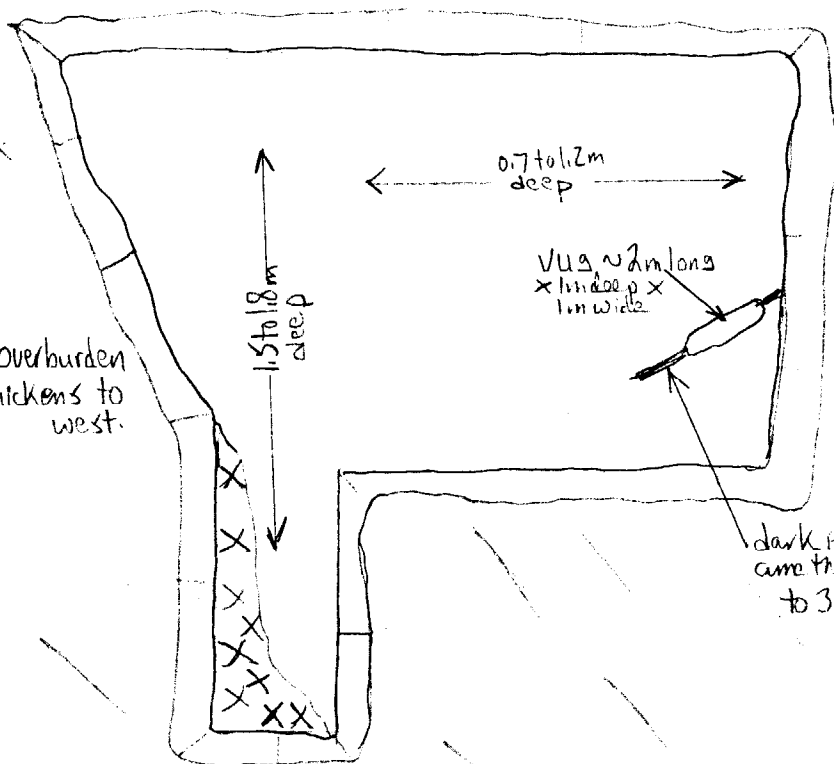 0.7 to 1.2m
deep
Vug, ~2m long
x 1m deep x
1m wide
1.5 to 1.8m
deep
overburden
hickens to
west.
dark
came th
to 3